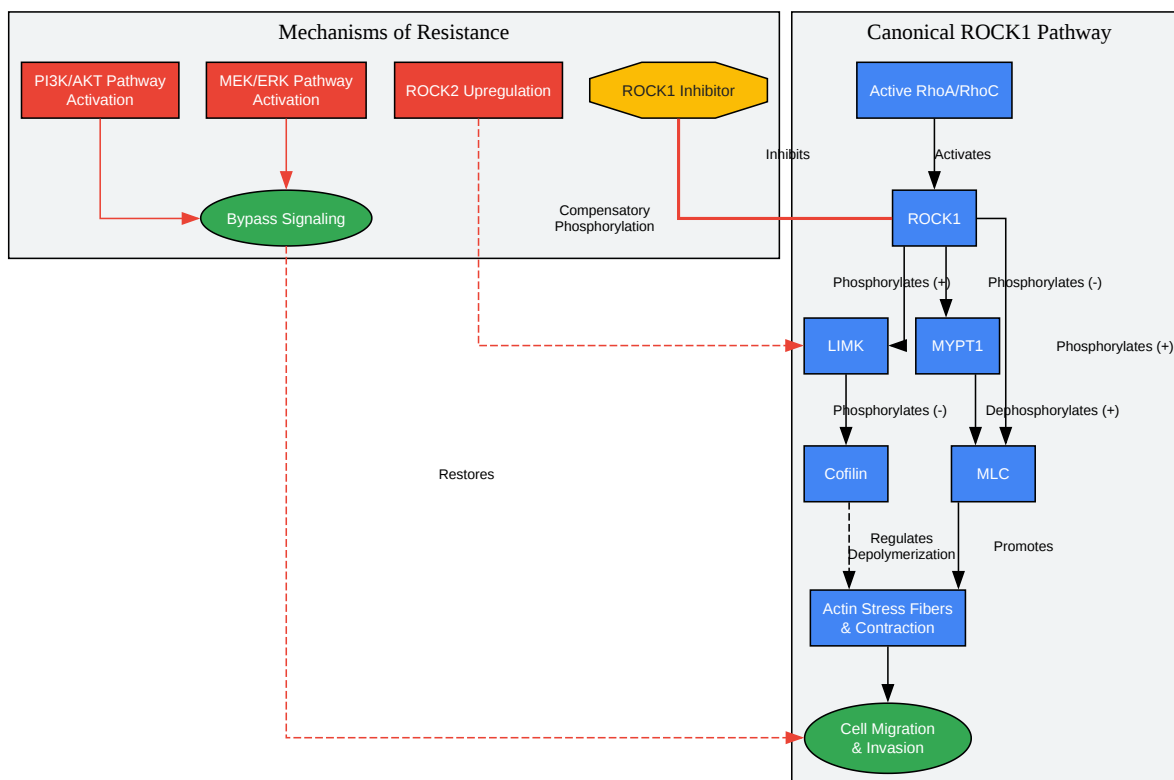 Mechanisms of Resistance
Canonical ROCK1 Pathway
PI3K/AKT Pathway
Activation
MEK/ERK Pathway
Activation
ROCK2 Upregulation
ROCK1 Inhibitor
Active RhoA/RhoC
Inhibits
Activates
Bypass Signaling
Compensatory
Phosphorylation
ROCK1
Phosphorylates (+)
Phosphorylates (-)
LIMK
MYPT1
Phosphorylates (+)
Phosphorylates (-)
Dephosphorylates (+)
Restores
Cofilin
MLC
Regulates
Depolymerization
Promotes
Actin Stress Fibers
& Contraction
Cell Migration
& Invasion